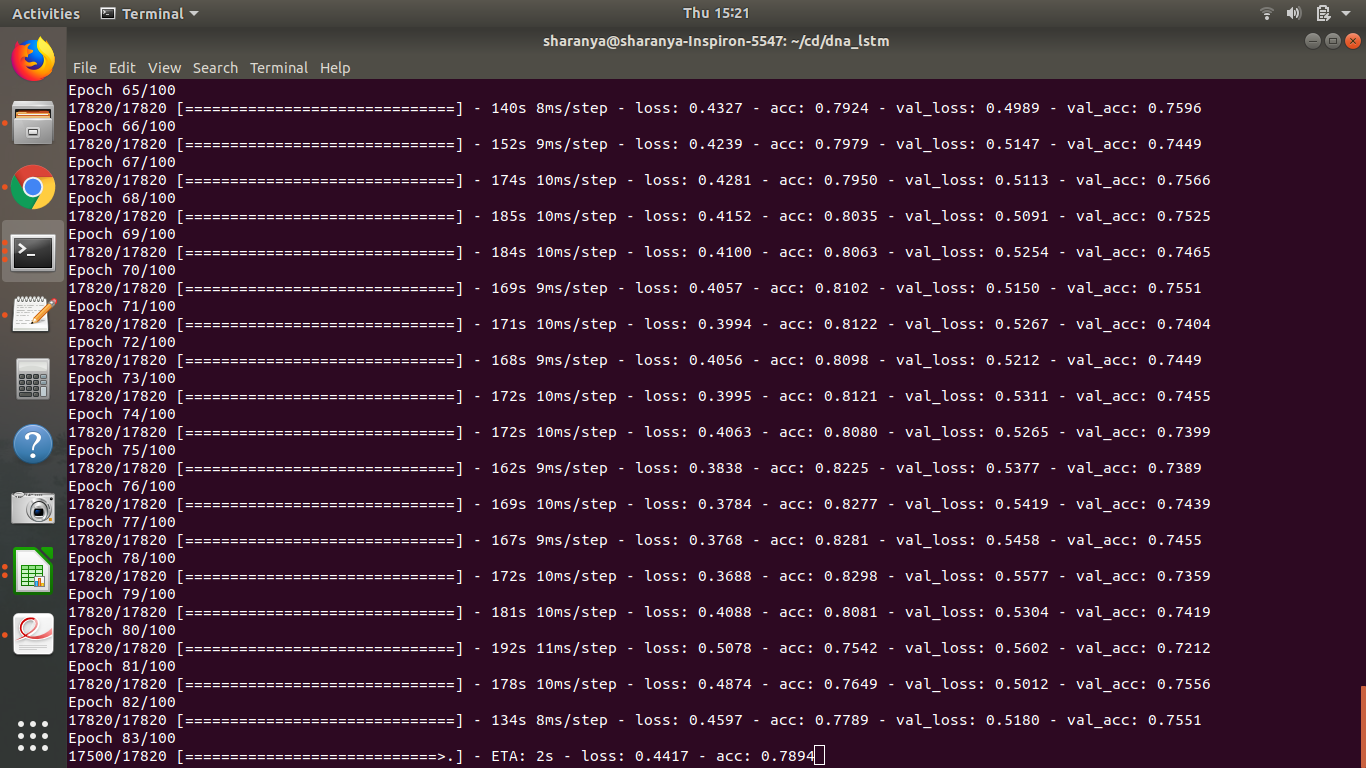 Activities Terminal Thu 15:21
sharanya@sharanya-Inspiron-5547: ~/cd/dna_lstm
File Edit View Search Terminal Help
Epoch 65/100
17820/17820 [==============================] - 140s 8ms/step - loss: 0.4327 - acc: 0.7924 - val_loss: 0.4989 - val_acc: 0.7596
Epoch 66/100
17820/17820 [==============================] - 152s 9ms/step - loss: 0.4239 - acc: 0.7979 - val_loss: 0.5147 - val_acc: 0.7449
Epoch 67/100
17820/17820 [==============================] - 174s 10ms/step - loss: 0.4281 - acc: 0.7950 - val_loss: 0.5113 - val_acc: 0.7566
Epoch 68/100
17820/17820 [==============================] - 185s 10ms/step - loss: 0.4152 - acc: 0.8035 - val_loss: 0.5091 - val_acc: 0.7525
Epoch 69/100
17820/17820 [==============================] - 184s 10ms/step - loss: 0.4100 - acc: 0.8063 - val_loss: 0.5254 - val_acc: 0.7465
Epoch 70/100
17820/17820 [==============================] - 169s 9ms/step - loss: 0.4057 - acc: 0.8102 - val_loss: 0.5150 - val_acc: 0.7551
Epoch 71/100
17820/17820 [==============================] - 171s 10ms/step - loss: 0.3994 - acc: 0.8122 - val_loss: 0.5267 - val_acc: 0.7404
Epoch 72/100
17820/17820 [==============================] - 168s 9ms/step - loss: 0.4056 - acc: 0.8098 - val_loss: 0.5212 - val_acc: 0.7449
Epoch 73/100
17820/17820 [==============================] - 172s 10ms/step - loss: 0.3995 - acc: 0.8121 - val_loss: 0.5311 - val_acc: 0.7455
Epoch 74/100
17820/17820 [==============================] - 172s 10ms/step - loss: 0.4063 - acc: 0.8080 - val_loss: 0.5265 - val_acc: 0.7399
Epoch 75/100
17820/17820 [==============================] - 162s 9ms/step - loss: 0.3838 - acc: 0.8225 - val_loss: 0.5377 - val_acc: 0.7389
Epoch 76/100
17820/17820 [==============================] - 169s 10ms/step - loss: 0.3784 - acc: 0.8277 - val_loss: 0.5419 - val_acc: 0.7439
Epoch 77/100
17820/17820 [==============================] - 167s 9ms/step - loss: 0.3768 - acc: 0.8281 - val_loss: 0.5458 - val_acc: 0.7455
Epoch 78/100
17820/17820 [==============================] - 172s 10ms/step - loss: 0.3688 - acc: 0.8298 - val_loss: 0.5577 - val_acc: 0.7359
Epoch 79/100
17820/17820 [==============================] - 181s 10ms/step - loss: 0.4088 - acc: 0.8081 - val_loss: 0.5304 - val_acc: 0.7419
Epoch 80/100
17820/17820 [==============================] - 192s 11ms/step - loss: 0.5078 - acc: 0.7542 - val_loss: 0.5602 - val_acc: 0.7212
Epoch 81/100
17820/17820 [==============================] - 178s 10ms/step - loss: 0.4874 - acc: 0.7649 - val_loss: 0.5012 - val_acc: 0.7556
Epoch 82/100
17820/17820 [==============================] - 134s 8ms/step - loss: 0.4597 - acc: 0.7789 - val_loss: 0.5180 - val_acc: 0.7551
Epoch 83/100
17500/17820 [============================>.] - ETA: 2s - loss: 0.4417 - acc: 0.7894